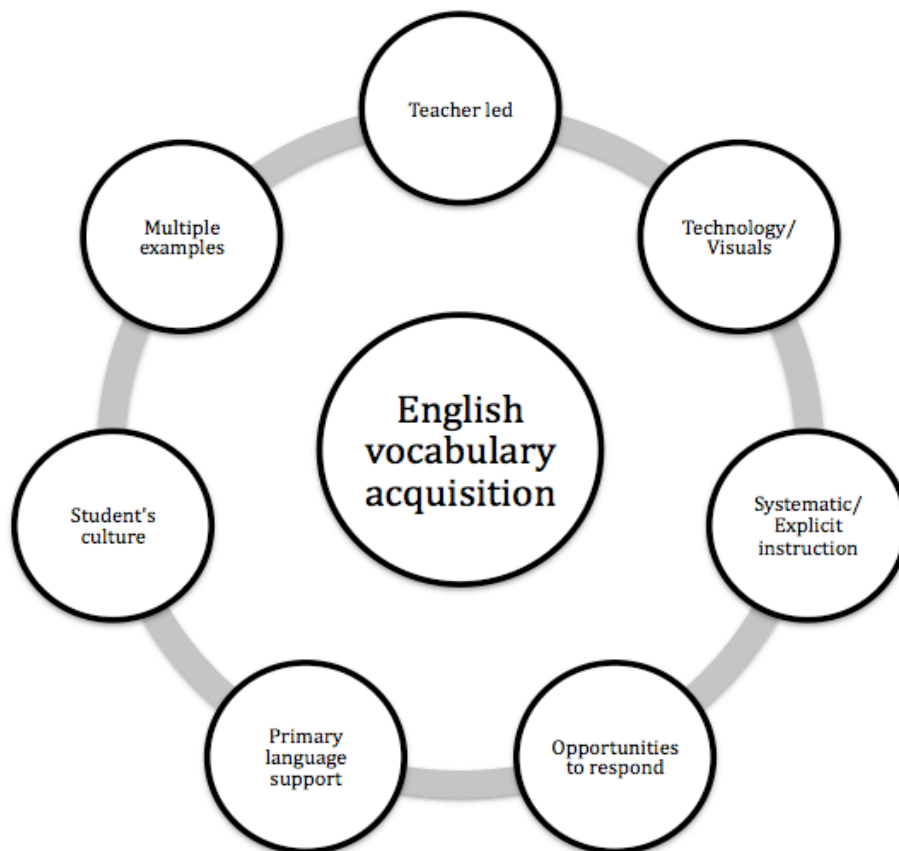 Teacher led
Technology/
Visuals
Systematic/
Explicit
instruction
Opportunities
to respond
Primary
language
support
Student's
culture
Multiple
examples
English
vocabulary
acquisition